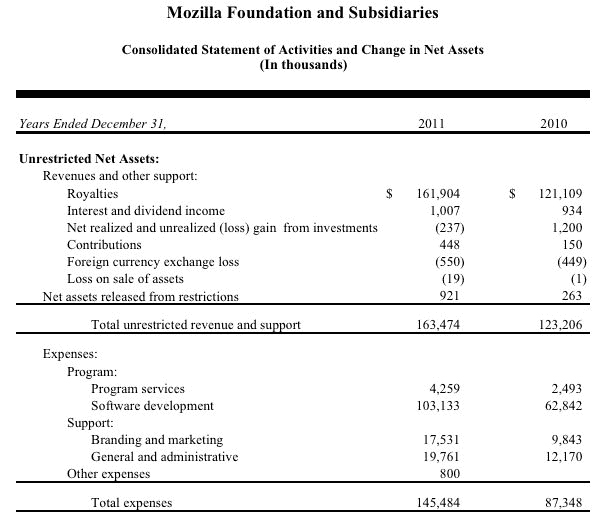 Mozilla Foundation and Subsidiaries
Consolidated Statement of Activities and Change in Net Assets
(In thousands)
Years Ended December 31, 2011 2010
Unrestricted Net Assets:
Revenues and other support:
Royalties $ 161,904 $ 121,109
Interest and dividend income 1,007 934
Net realized and unrealized (loss) gain from investments (237) 1,200
Contributions 448 150
Foreign currency exchange loss (550) (449)
Loss on sale of assets (19) (1)
Net assets released from restrictions 921 263
Total unrestricted revenue and support 163,474 123,206
Expenses:
Program:
Program services 4,259 2,493
Software development 103,133 62,842
Support:
Branding and marketing 17,531 9,843
General and administrative 19,761 12,170
Other expenses 800
Total expenses 145,484 87,348